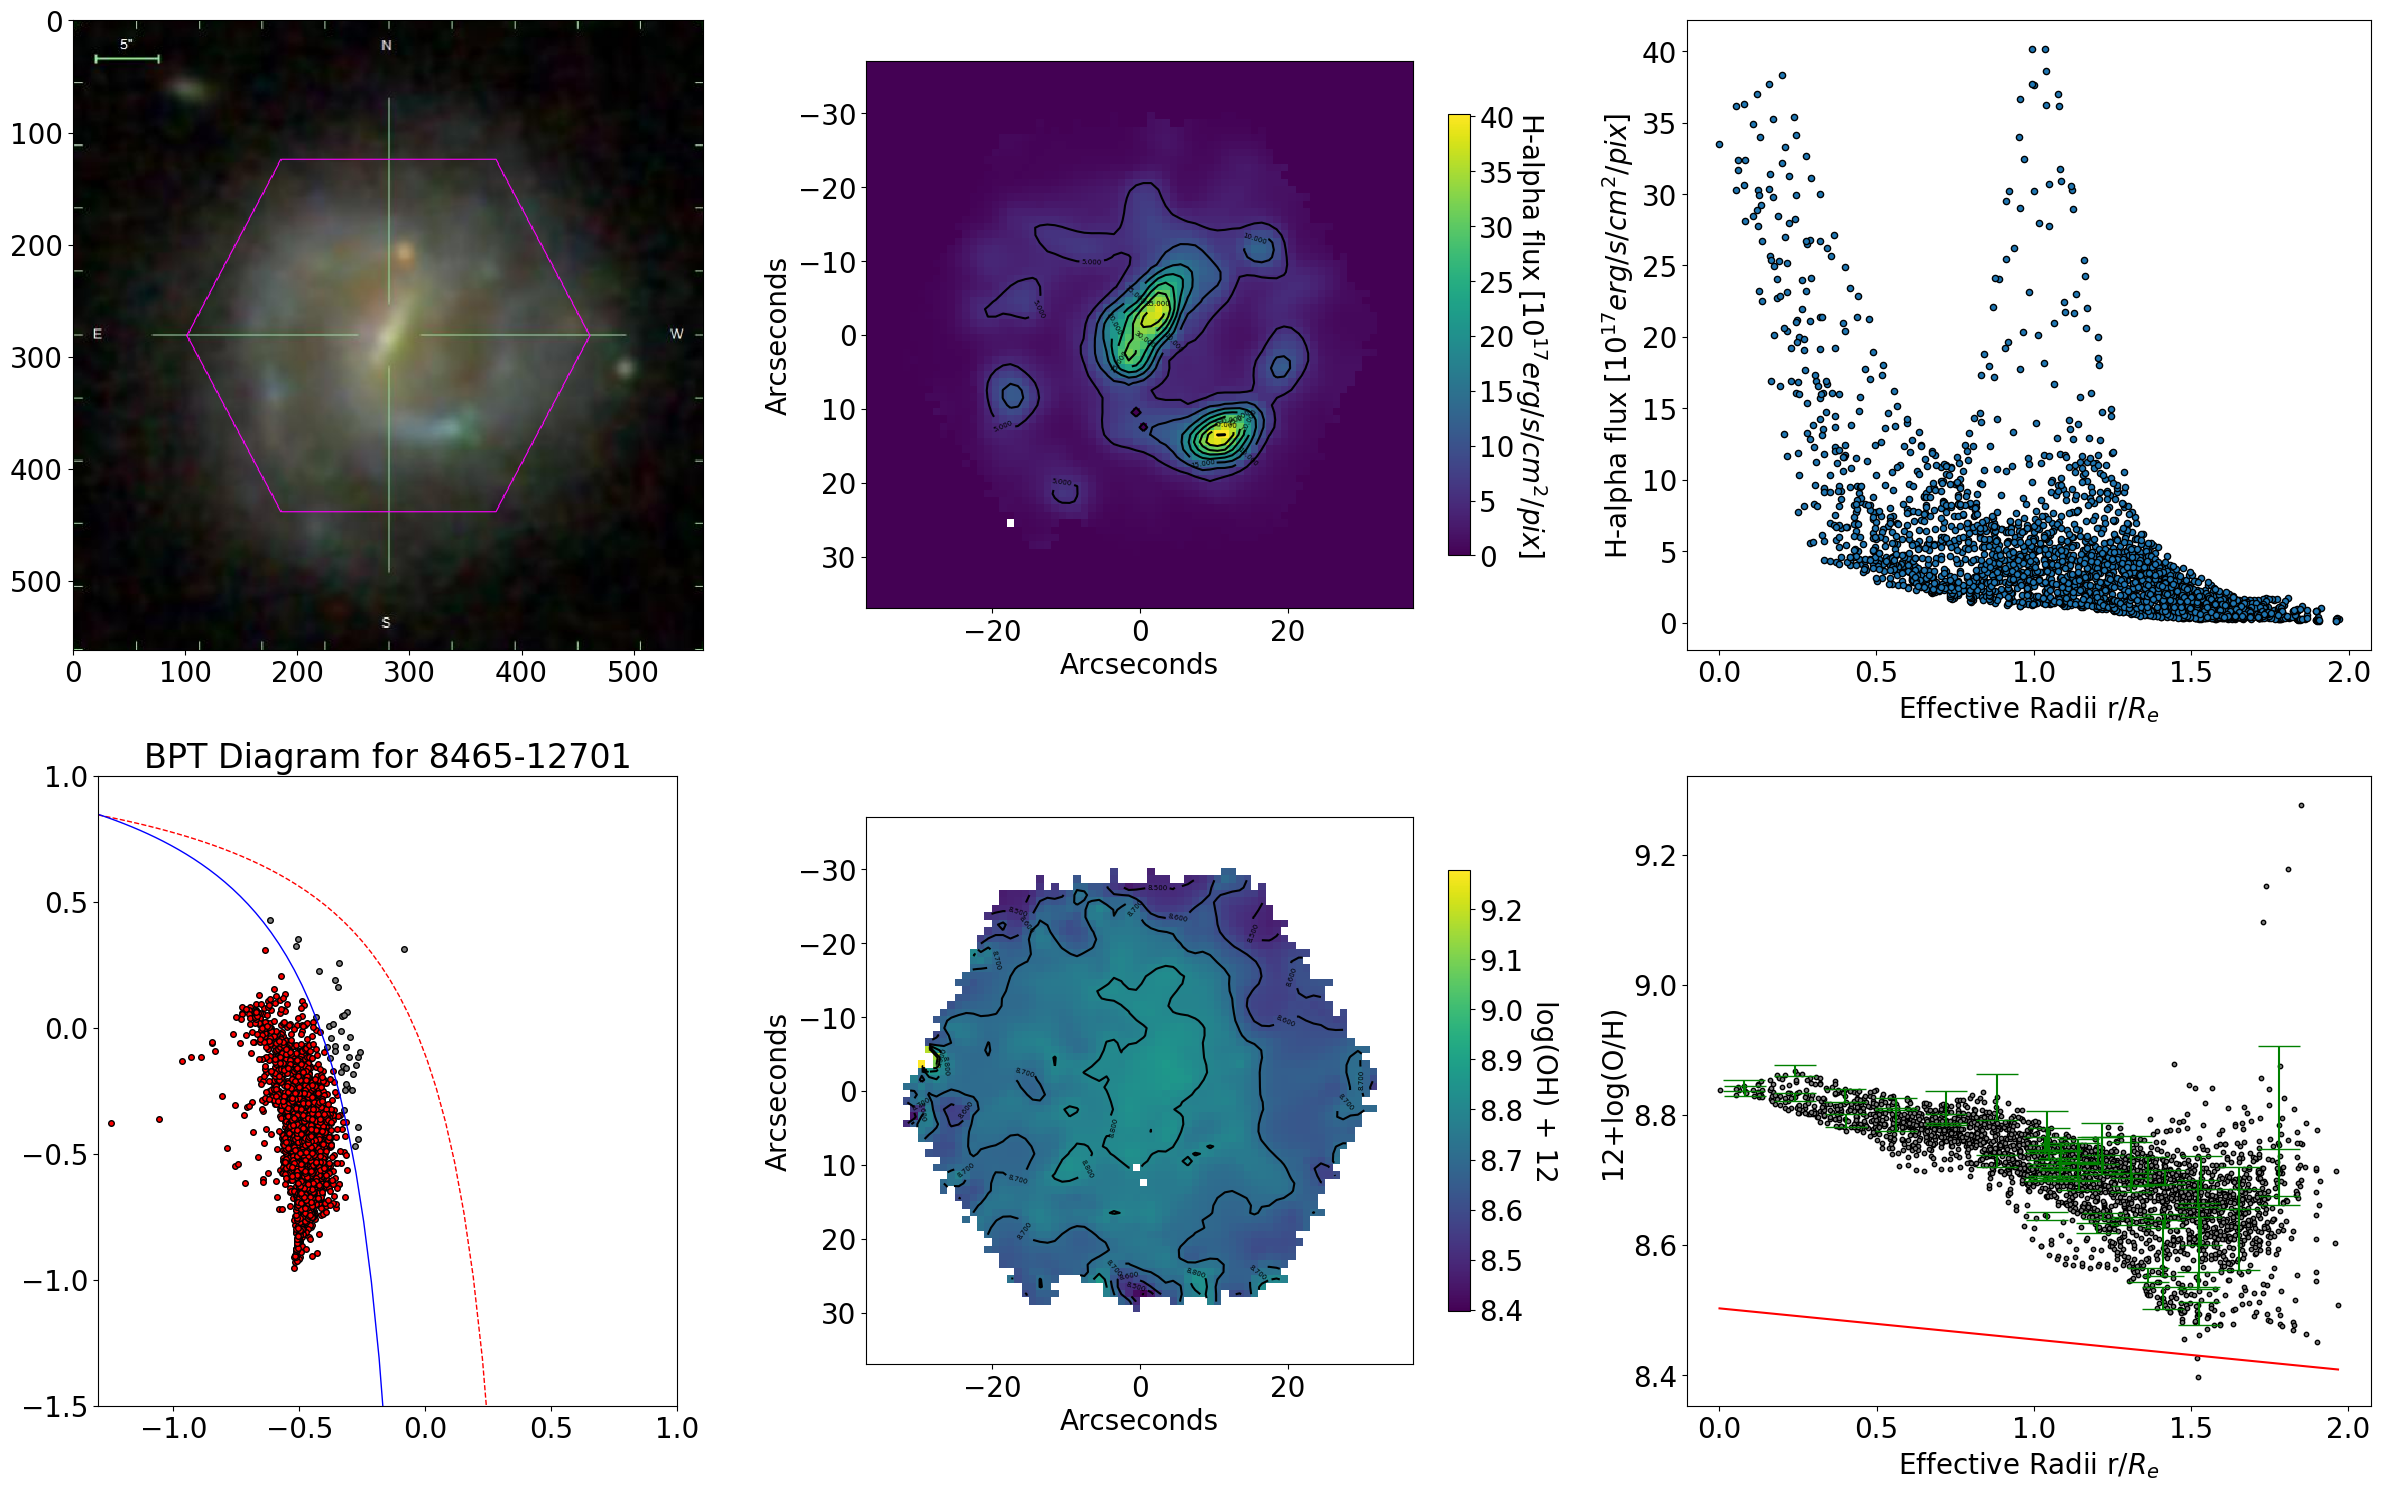 0
100
200
300
400
500
0 100 200 300 400 500
5"
N
E
W
S
−30
−20
−10
0
10
20
30
−20 0 20
Arcseconds
Arcseconds
40
35
30
25
20
15
10
5
0
H-alpha flux [10^17 erg/s/cm^2/pix]
40
35
30
25
20
15
10
5
0
0.0 0.5 1.0 1.5 2.0
H-alpha flux [10^17 erg/s/cm^2/pix]
Effective Radii r/R_e
BPT Diagram for 8465-12701
1.0
0.5
0.0
−0.5
−1.0
−1.5
−1.0 −0.5 0.0 0.5 1.0
−30
−20
−10
0
10
20
30
−20 0 20
Arcseconds
Arcseconds
9.2
9.1
9.0
8.9
8.8
8.7
8.6
8.5
8.4
log(OH) + 12
9.2
9.0
8.8
8.6
8.4
0.0 0.5 1.0 1.5 2.0
12+log(O/H)
Effective Radii r/R_e